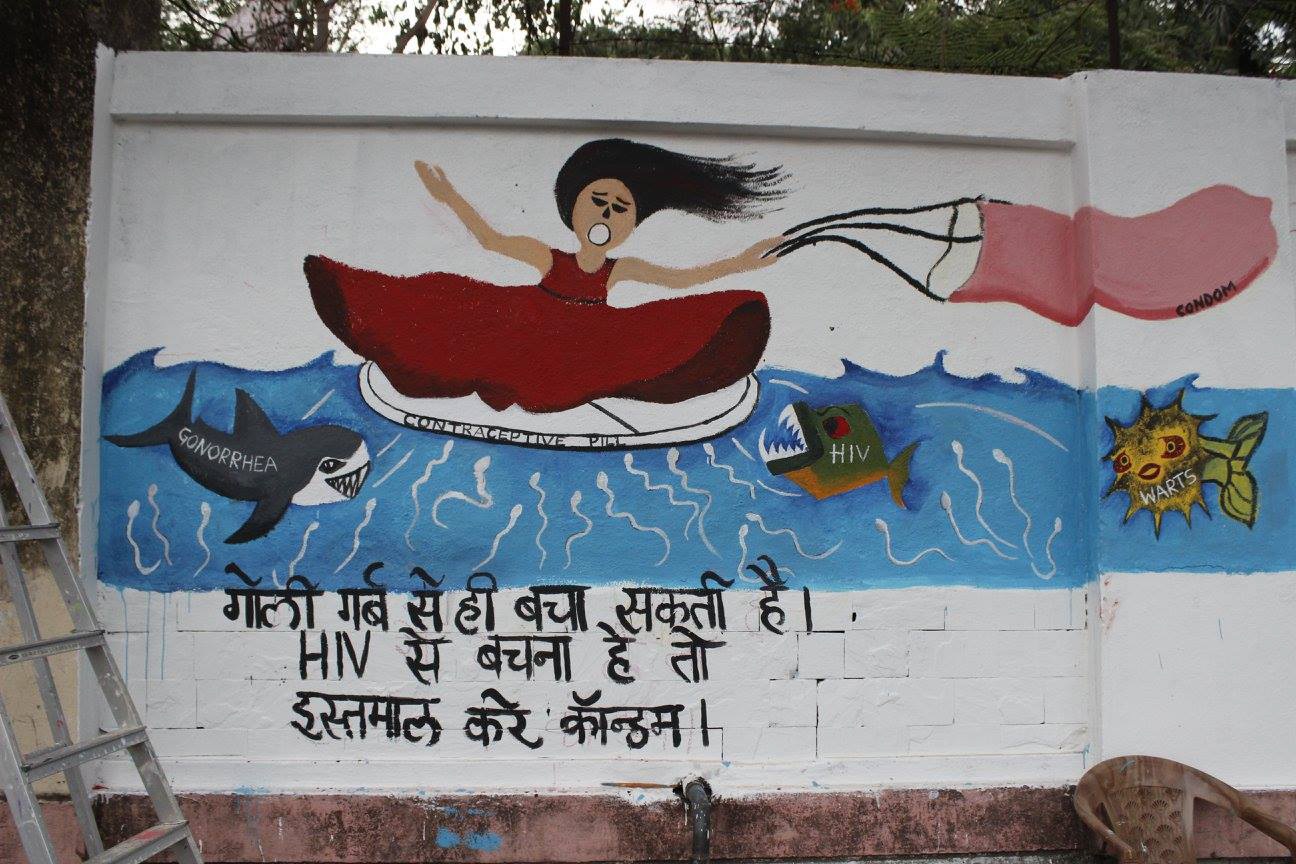 CONDOM
GONORRHEA
CONTRACEPTIVE PILL
HIV
WARTS
गोली गर्ब से ही बचा सकती है।
HIV से बचना है तो
इस्तमाल करे कॅान्डम।